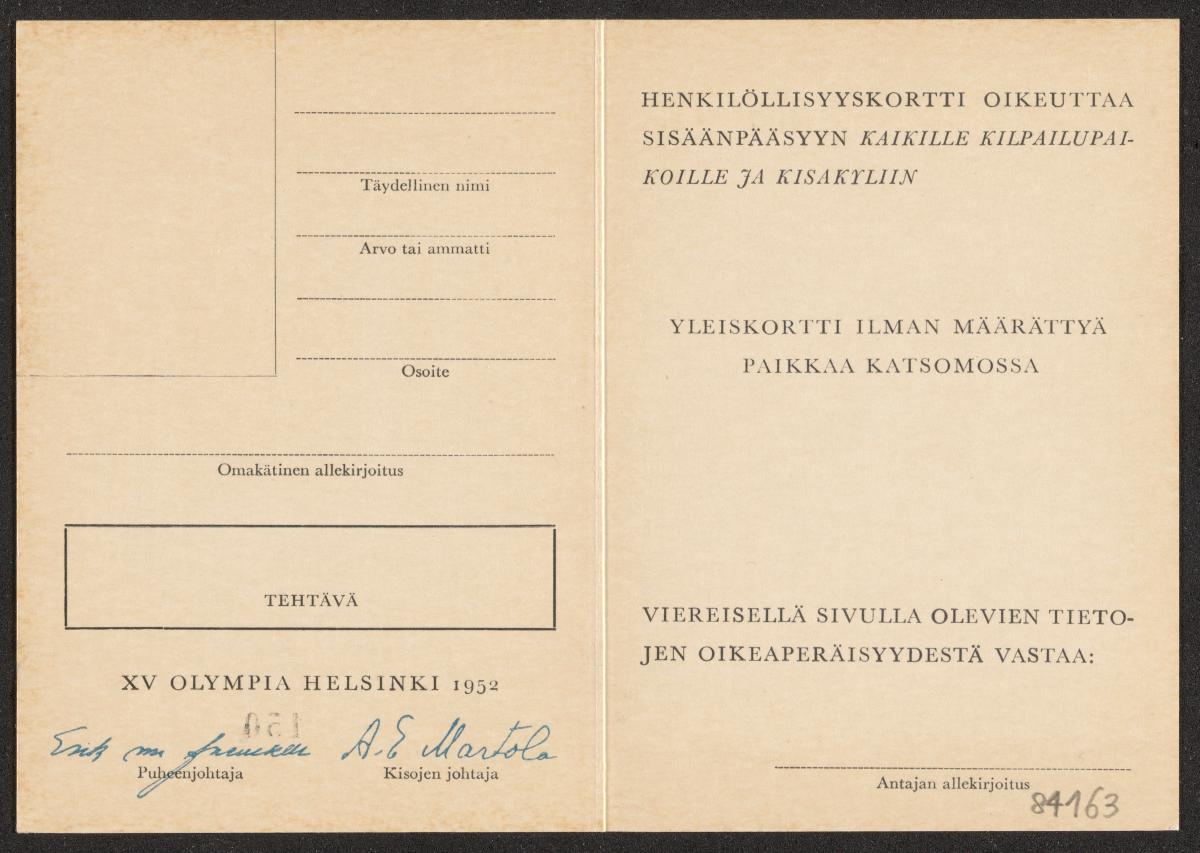 Täydellinen nimi
Arvo tai ammatti
Osoite
Omakätinen allekirjoitus
TEHTÄVÄ
XV OLYMPIA HELSINKI 1952
150
Erik von Frenckell A.E Martola
Puheenjohtaja Kisojen johtaja
HENKILÖLLISYYSKORTTI OIKEUTTAA
SISÄÄNPÄÄSYYN KAIKILLE KILPAILUPAI-
KOILLE JA KISAKYLIIN
YLEISKORTTI ILMAN MÄÄRÄTTYÄ
PAIKKAA KATSOMOSSA
VIEREISELLÄ SIVULLA OLEVIEN TIETO-
JEN OIKEAPERÄISYYDESTÄ VASTAA:
Antajan allekirjoitus
84163